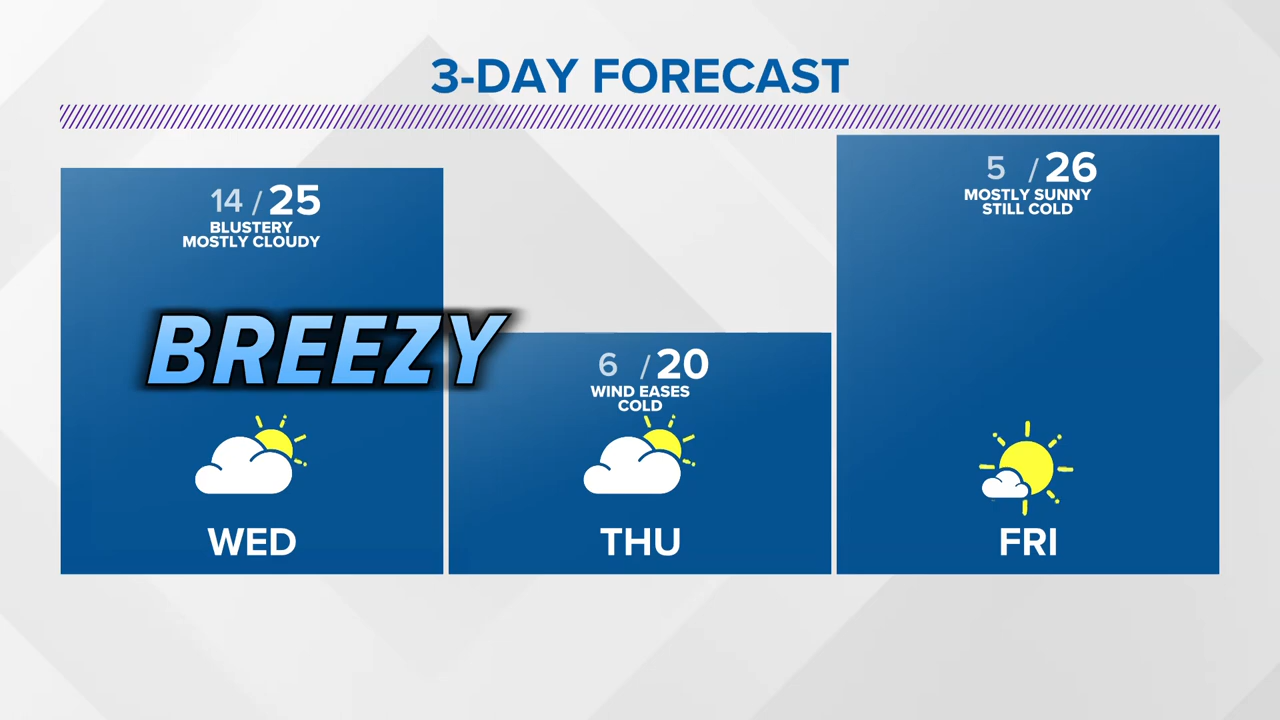 3-DAY FORECAST
14 / 25
BLUSTERY
MOSTLY CLOUDY
BREEZY
WED
6 / 20
WIND EASES
COLD
THU
5 / 26
MOSTLY SUNNY
STILL COLD
FRI